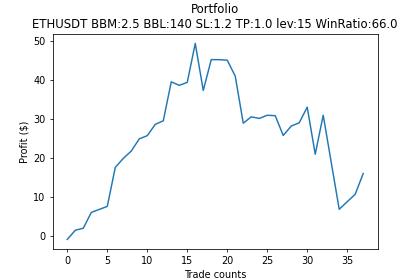 Portfolio
ETHUSDT BBM:2.5 BBL:140 SL:1.2 TP:1.0 lev:15 WinRatio:66.0
50
40
30
20
10
0
Profit ($)
0 5 10 15 20 25 30 35
Trade counts